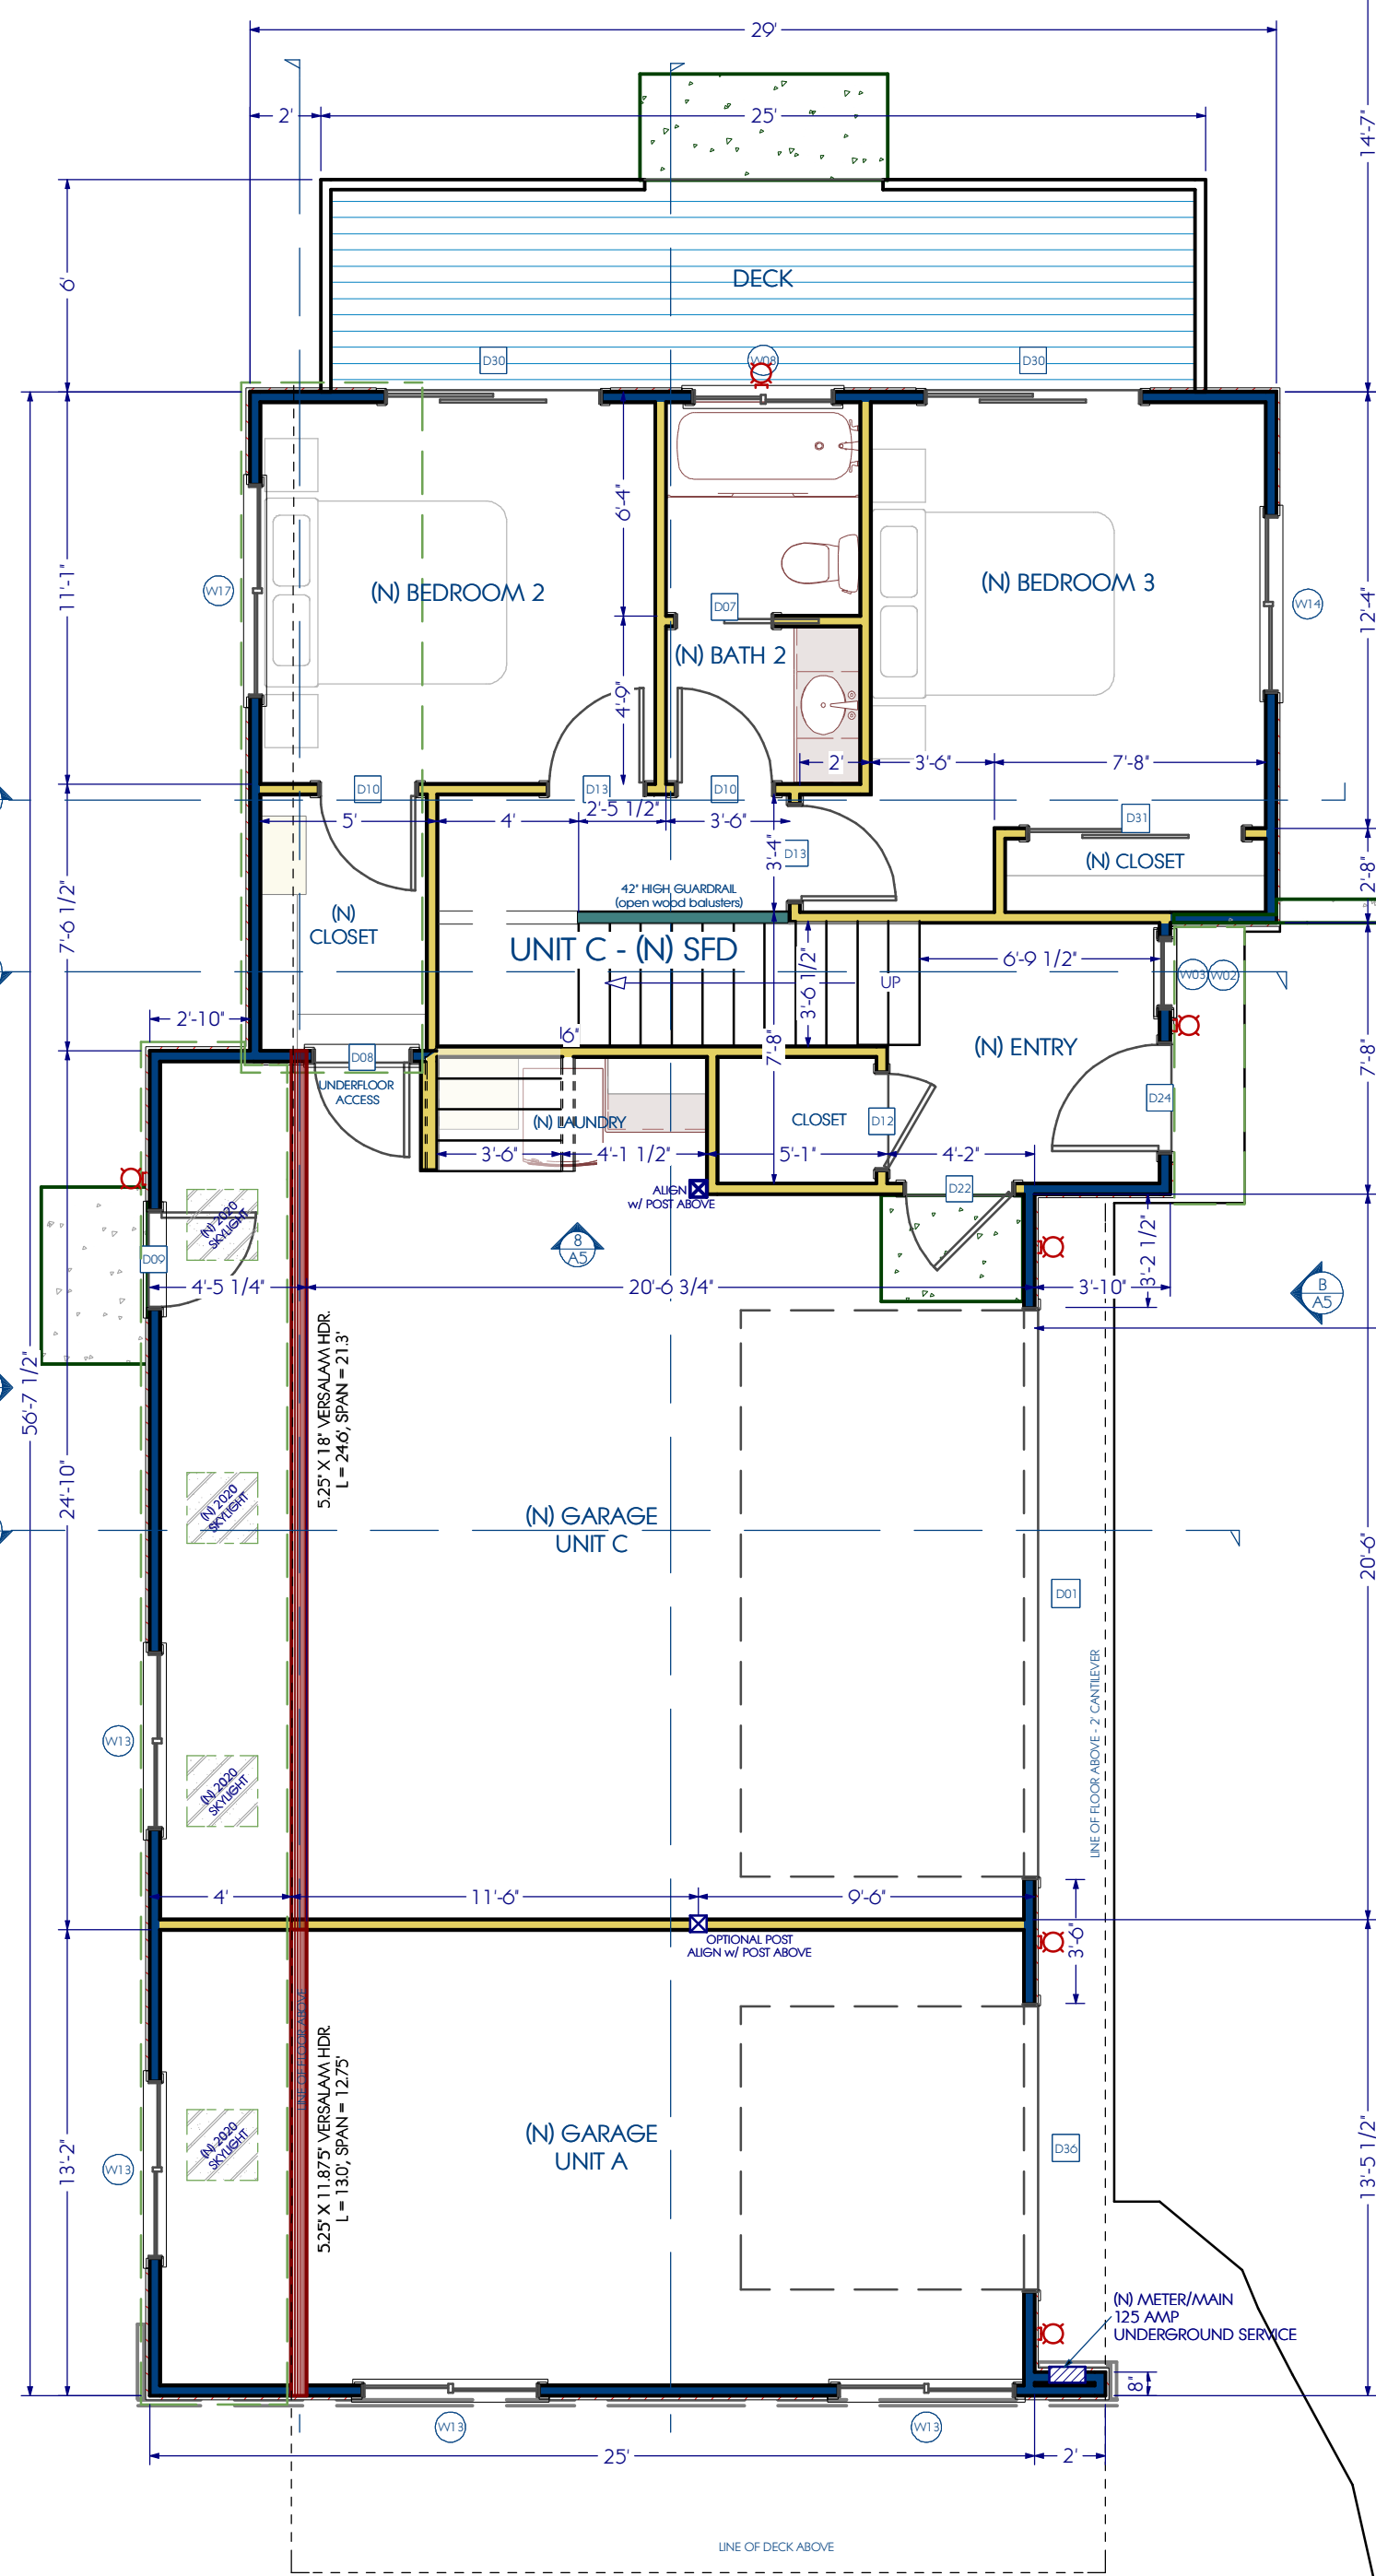 29'
14'-7"
2'
25'
6'
DECK
D30
W08
D30
11'-1"
6'-4"
W17
(N) BEDROOM 2
(N) BEDROOM 3
W14
12'-4"
D07
(N) BATH 2
4'-9"
2'
3'-6"
7'-8"
D10
D13
D10
2'-5 1/2"
5'
4'
3'-6"
D31
3'-4"
D13
(N) CLOSET
2'-8"
42" HIGH GUARDRAIL
(open wood balusters)
7'-6 1/2"
(N)
CLOSET
UNIT C - (N) SFD
3'-6 1/2"
UP
6'-9 1/2"
W03
W02
2'-10"
6"
7'-8"
(N) ENTRY
7'-8"
D08
UNDERFLOOR
ACCESS
(N) LAUNDRY
CLOSET
D12
D24
3'-6"
4'-1 1/2"
5'-1"
4'-2"
ALIGN
w/ POST ABOVE
D22
(N) 2020
SKYLIGHT
8
A5
3'-2 1/2"
D09
4'-5 1/4"
20'-6 3/4"
3'-10"
B
A5
56'-7 1/2"
5.25" X 18" VERSALAM HDR.
L = 24.6', SPAN = 21.3'
24'-10"
(N) 2020
SKYLIGHT
(N) GARAGE
UNIT C
20'-6"
D01
LINE OF FLOOR ABOVE - 2' CANTILEVER
W13
(N) 2020
SKYLIGHT
4'
11'-6"
9'-6"
OPTIONAL POST
ALIGN w/ POST ABOVE
3'-6"
LINE OF FLOOR ABOVE
5.25" X 11.875" VERSALAM HDR.
L = 13.0', SPAN = 12.75'
13'-2"
W13
(N) 2020
SKYLIGHT
(N) GARAGE
UNIT A
D36
13'-5 1/2"
(N) METER/MAIN
125 AMP
UNDERGROUND SERVICE
8"
W13
W13
25'
2'
LINE OF DECK ABOVE